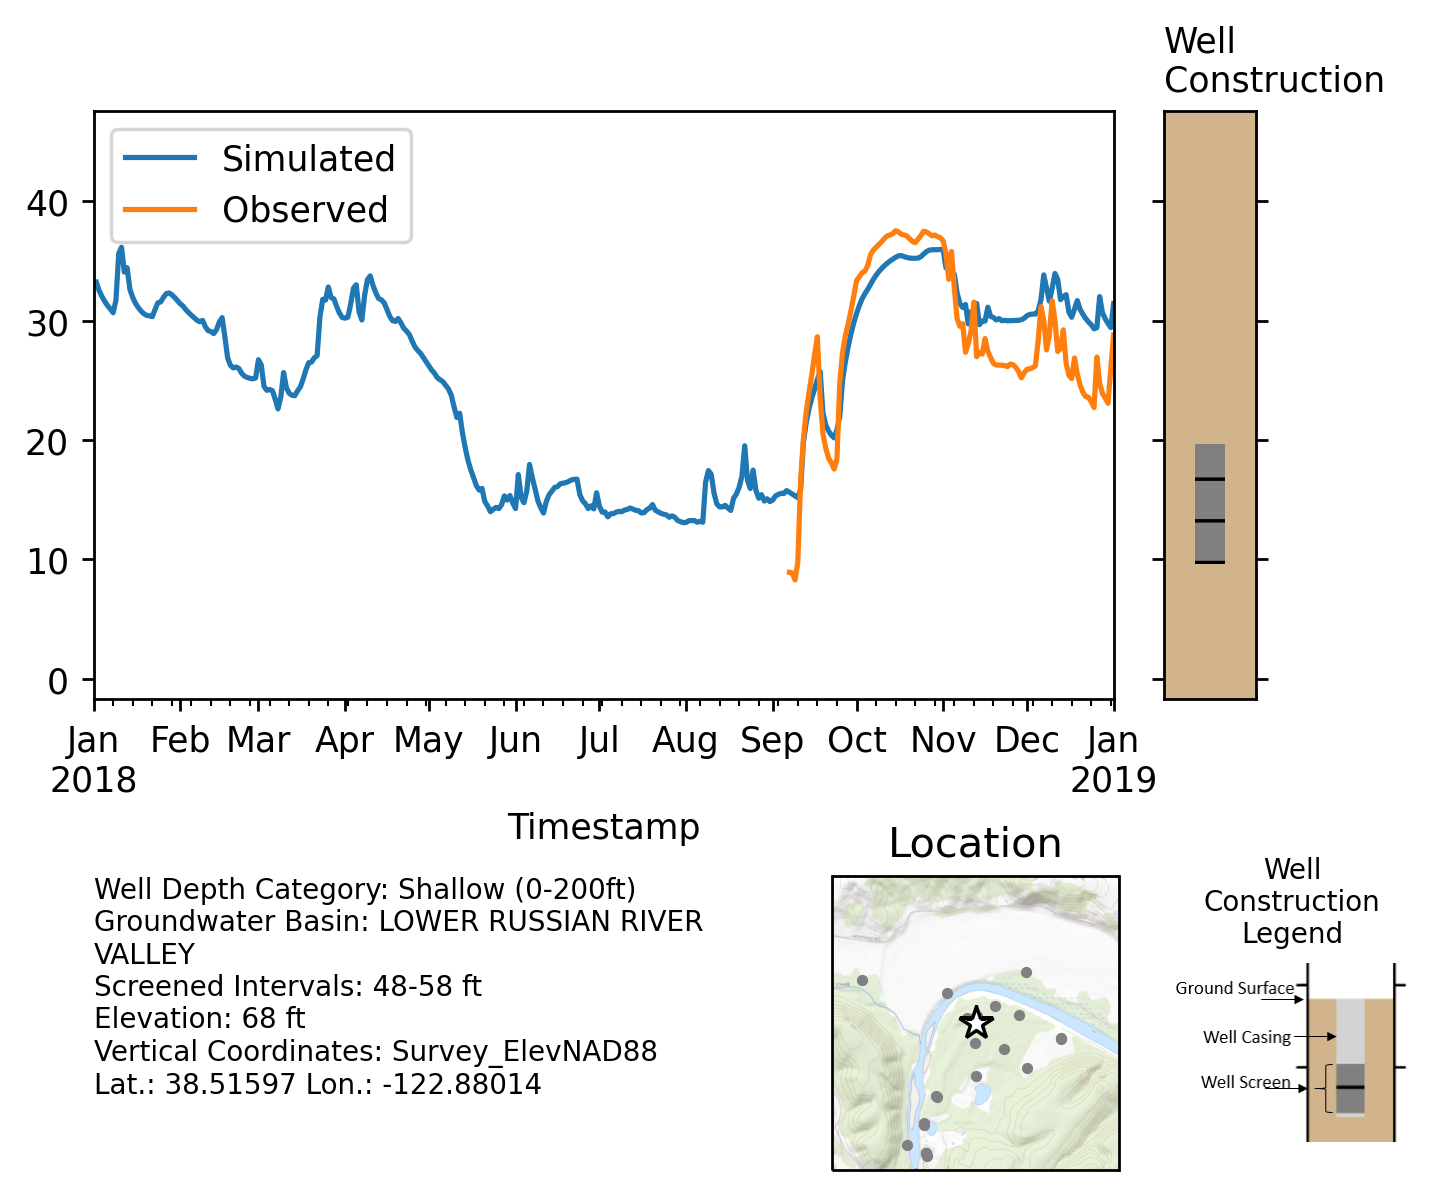 Well
Construction
Simulated
Observed
40
30
20
10
0
Jan
2018
Feb
Mar
Apr
May
Jun
Jul
Aug
Sep
Oct
Nov
Dec
Jan
2019
Timestamp
Well Depth Category: Shallow (0-200ft)
Groundwater Basin: LOWER RUSSIAN RIVER
VALLEY
Screened Intervals: 48-58 ft
Elevation: 68 ft
Vertical Coordinates: Survey_ElevNAD88
Lat.: 38.51597 Lon.: -122.88014
Location
Well
Construction
Legend
Ground Surface
Well Casing
Well Screen